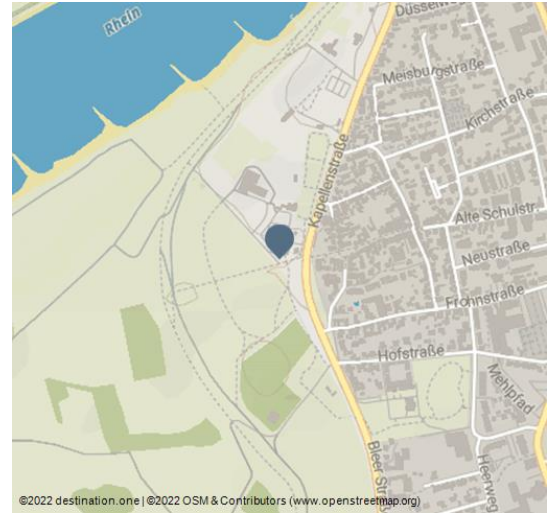 Rhein
Düsselw
Meisburgstraße
Kirchstraße
Kapellenstraße
Alte Schulstr.
Neustraße
Frohnstraße
Hofstraße
Mehlpfad
Bleer Straß
Heerweg
©2022 destination.one | ©2022 OSM & Contributors (www.openstreetmap.org)